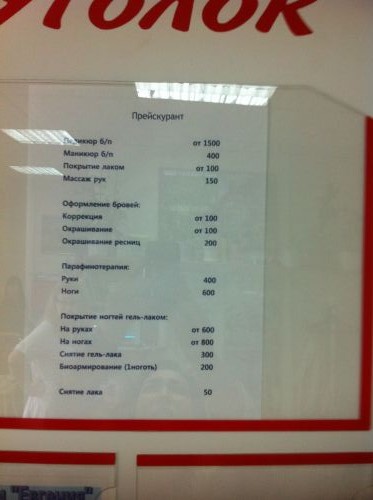 уголок
Прейскурант
Педикюр б/п от 1500
Маникюр б/п 400
Покрытие лаком от 100
Массаж рук 150
Оформление бровей:
Коррекция от 100
Окрашивание от 100
Окрашивание ресниц 200
Парафинотерапия:
Руки 400
Ноги 600
Покрытие ногтей гель-лаком:
На руках от 600
На ногах от 800
Снятие гель-лака 300
Биоармирование (1ноготь) 200
Снятие лака 50